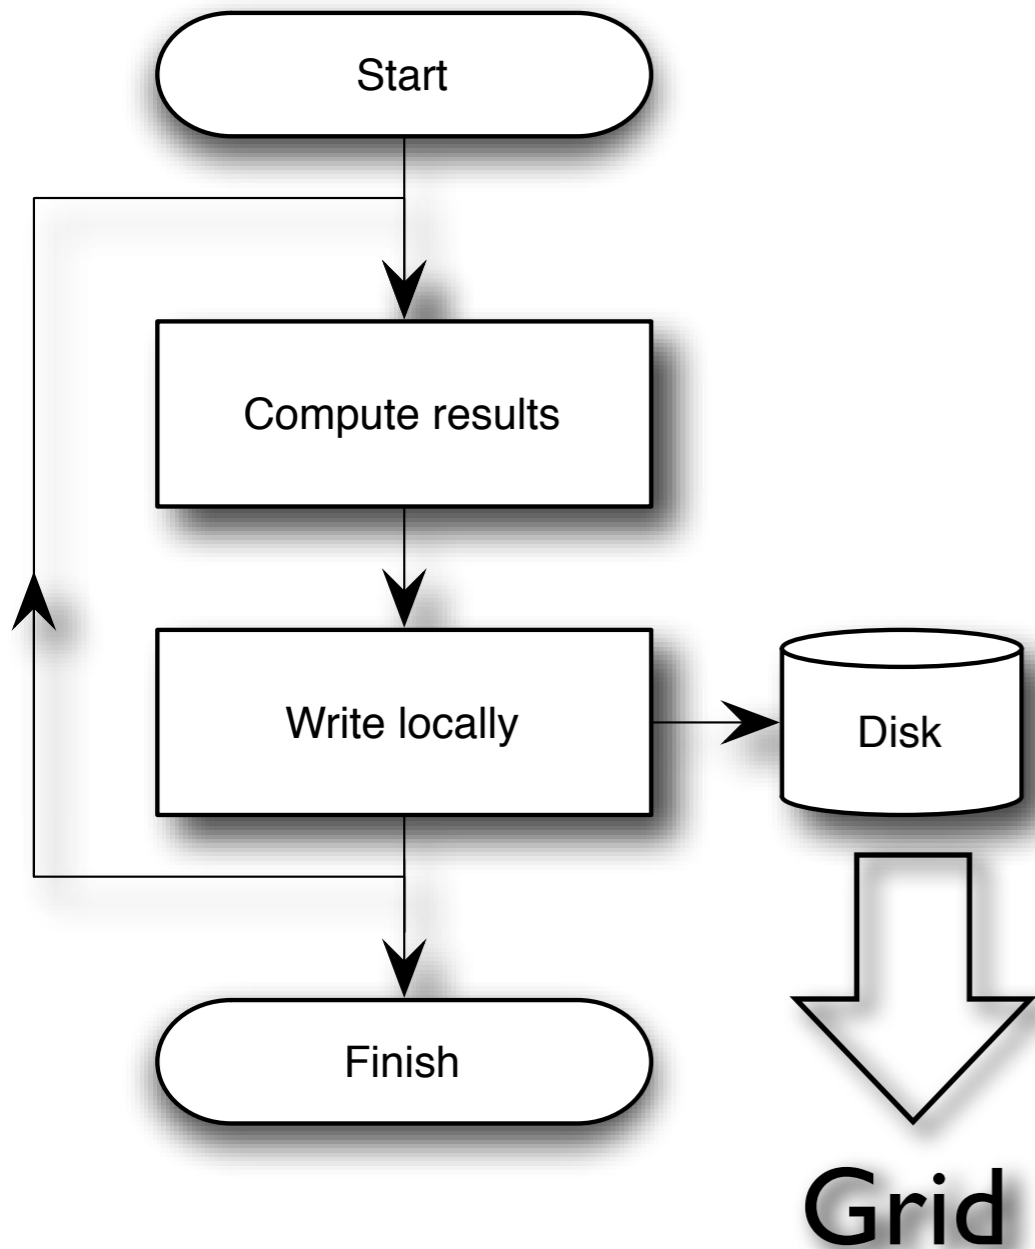 Start
Compute results
Write locally
Disk
Finish
Grid